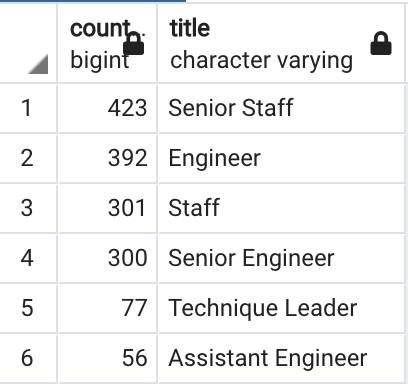 count title
bigint character varying
1 423 Senior Staff
2 392 Engineer
3 301 Staff
4 300 Senior Engineer
5 77 Technique Leader
6 56 Assistant Engineer